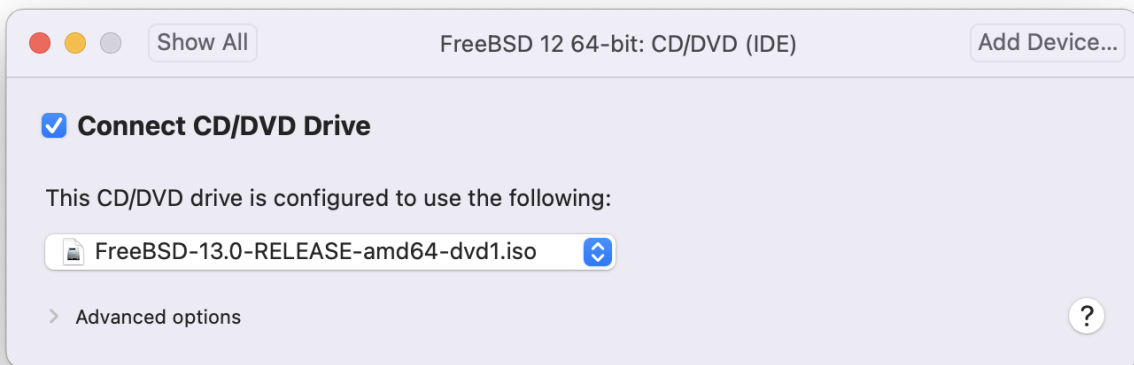 Show All FreeBSD 12 64-bit: CD/DVD (IDE) Add Device...
Connect CD/DVD Drive
This CD/DVD drive is configured to use the following:
FreeBSD-13.0-RELEASE-amd64-dvd1.iso
Advanced options ?